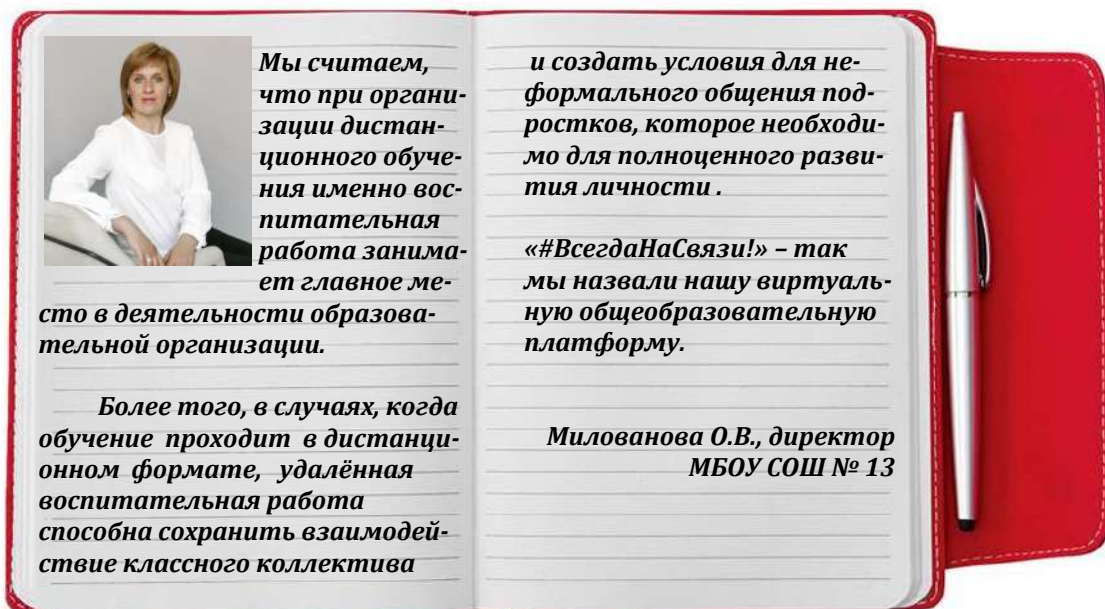 Мы считаем,
что при органи-
зации дистан-
ционного обуче-
ния именно вос-
питательная
работа занима-
ет главное ме-
сто в деятельности образова-
тельной организации.
Более того, в случаях, когда
обучение проходит в дистанци-
онном формате, удалённая
воспитательная работа
способна сохранить взаимодей-
ствие классного коллектива
и создать условия для не-
формального общения под-
ростков, которое необходи-
мо для полноценного разви-
тия личности .
«#ВсегдаНаСвязи!» – так
мы назвали нашу виртуаль-
ную общеобразовательную
платформу.
Милованова О.В., директор
МБОУ СОШ № 13